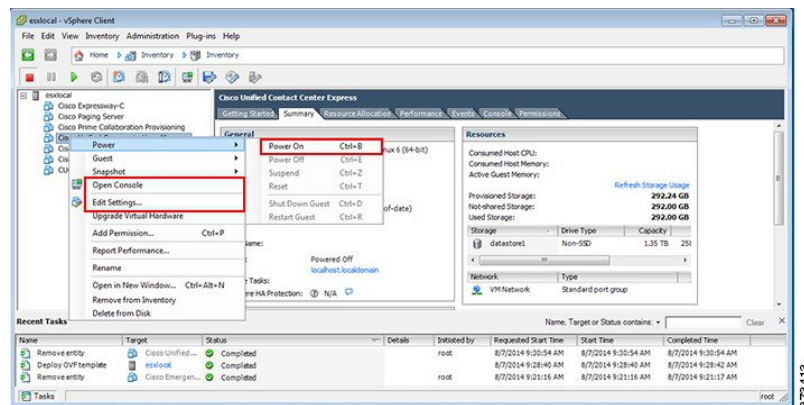 esxlocal - vSphere Client
File Edit View Inventory Administration Plug-ins Help
Home Inventory Inventory
esxlocal
Cisco Expressway-C
Cisco Paging Server
Cisco Prime Collaboration Provisioning
Cisco Unified Contact Center Express
Getting Started Summary Resource Allocation Performance Events Console Permissions
General
Resources
Power
Guest
Snapshot
Open Console
Edit Settings...
Upgrade Virtual Hardware
Add Permission... Ctrl+P
Report Performance...
Rename
Open in New Window... Ctrl+Alt+N
Remove from Inventory
Delete from Disk
Power On Ctrl+B
Power Off Ctrl+E
Suspend Ctrl+Z
Reset Ctrl+T
Shut Down Guest Ctrl+D
Restart Guest Ctrl+R
nux 6 (64-bit)
of-date)
Powered Off
localhost.localdomain
Tasks:
ere HA Protection: N/A
Consumed Host CPU:
Consumed Host Memory:
Active Guest Memory:
Refresh Storage Usage
Provisioned Storage: 292.24 GB
Not-shared Storage: 292.00 GB
Used Storage: 292.00 GB
Storage Drive Type Capacity
datastore1 Non-SSD 1.35 TB 25
Network Type
VM Network Standard port group
Recent Tasks
Name, Target or Status contains: Clear
Name Target Status Details Initiated by Requested Start Time Start Time Completed Time
Remove entity Cisco Unified... Completed root 8/7/2014 9:30:54 AM 8/7/2014 9:30:54 AM 8/7/2014 9:30:54 AM
Deploy OVF template esxlocal Completed 8/7/2014 9:28:40 AM 8/7/2014 9:28:40 AM 8/7/2014 9:28:42 AM
Remove entity Cisco Emergen... Completed root 8/7/2014 9:21:16 AM 8/7/2014 9:21:16 AM 8/7/2014 9:21:17 AM
Tasks root